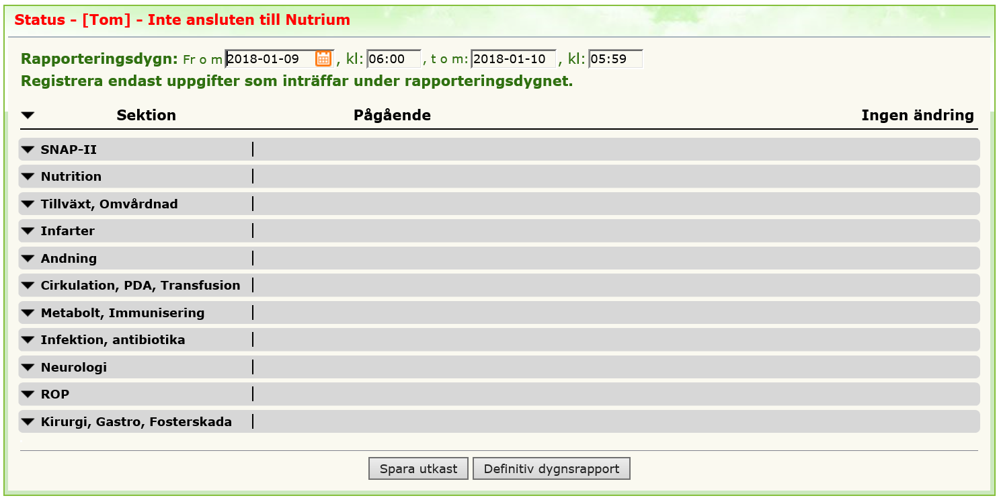 Status - [Tom] - Inte ansluten till Nutrium
Rapporteringsdygn: Fr o m 2018-01-09 , kl: 06:00 , t o m: 2018-01-10 , kl: 05:59
Registrera endast uppgifter som inträffar under rapporteringsdygnet.
Sektion Pågående Ingen ändring
SNAP-II
Nutrition
Tillväxt, Omvårdnad
Infarter
Andning
Cirkulation, PDA, Transfusion
Metabolt, Immunisering
Infektion, antibiotika
Neurologi
ROP
Kirurgi, Gastro, Fosterskada
Spara utkast Definitiv dygnsrapport